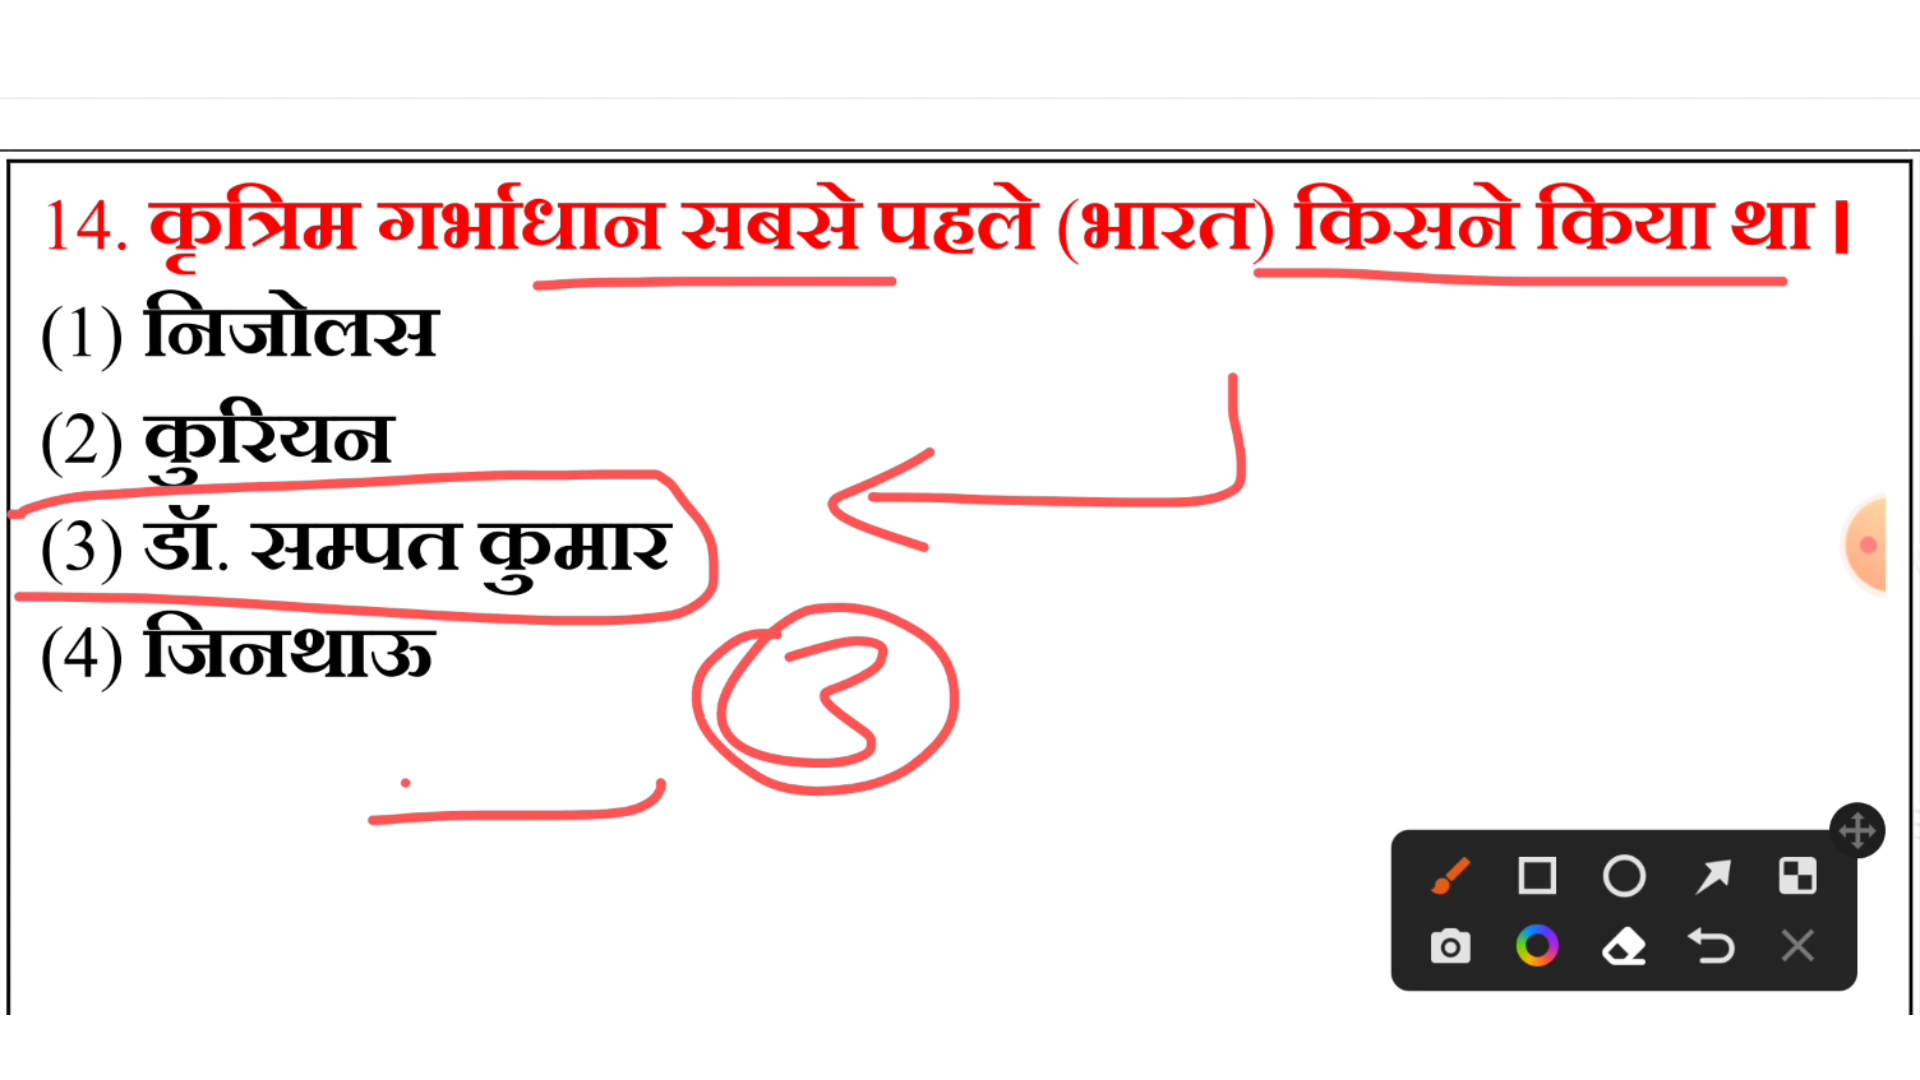 14. कृत्रिम गर्भाधान सबसे पहले (भारत) किसने किया था।
(1) निजोलस
(2) कुरियन
(3) डॉ. सम्पत कुमार
(4) जिनथाऊ
3